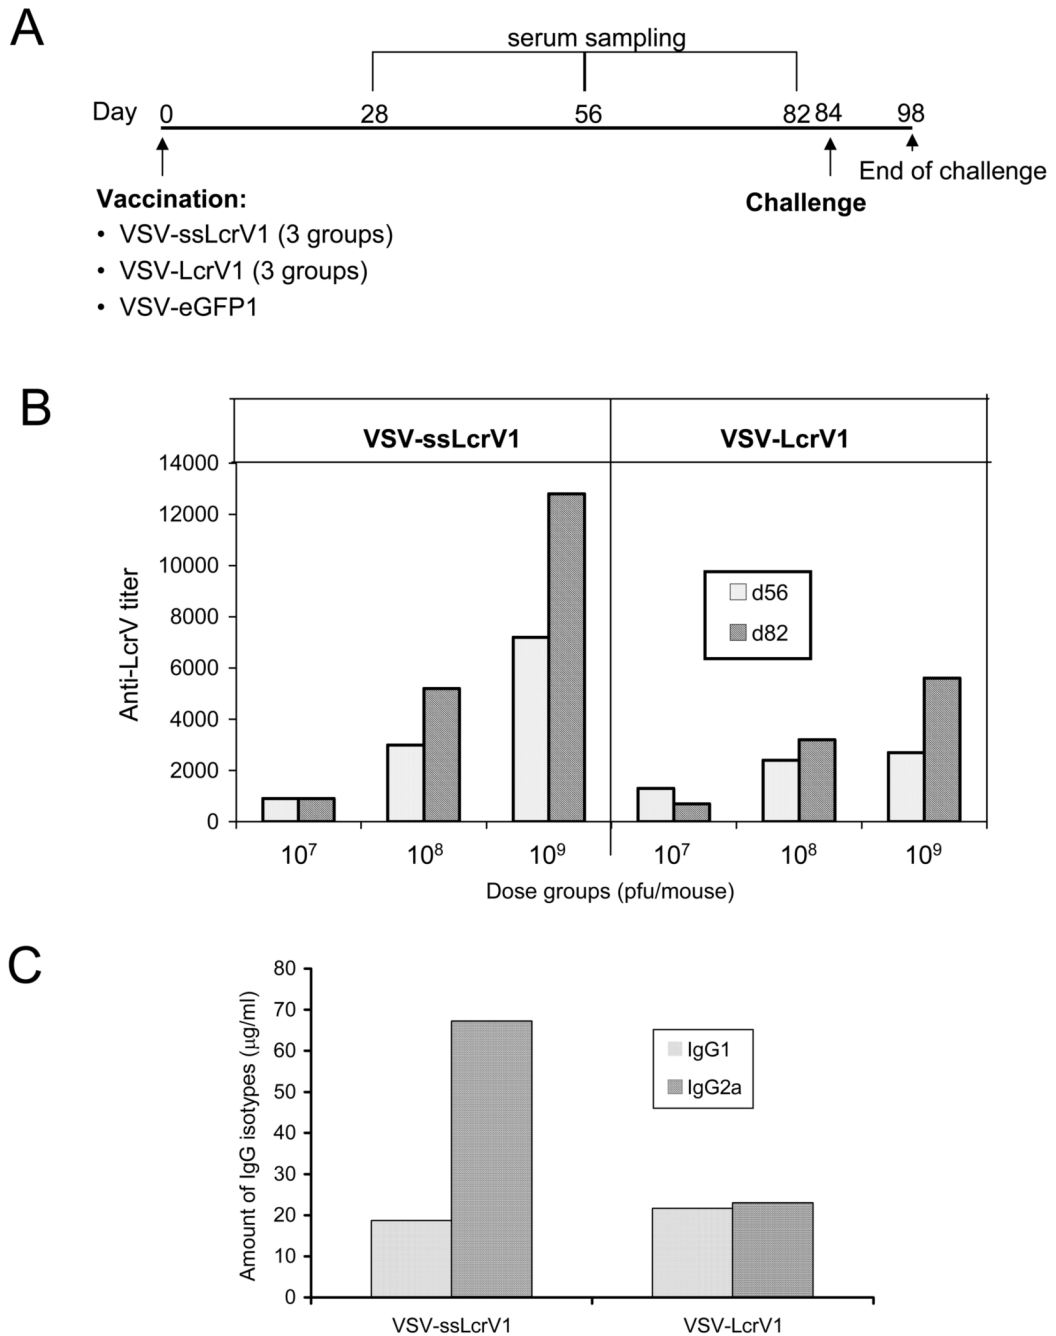 A
serum sampling
Day 0 28 56 82 84 98
End of challenge
Vaccination:
Challenge
• VSV-ssLcrV1 (3 groups)
• VSV-LcrV1 (3 groups)
• VSV-eGFP1
B
VSV-ssLcrV1 VSV-LcrV1
14000
12000
10000
8000
6000
4000
2000
0
Anti-LcrV titer
d56
d82
10⁷ 10⁸ 10⁹ 10⁷ 10⁸ 10⁹
Dose groups (pfu/mouse)
C
80
70
60
50
40
30
20
10
0
Amount of IgG isotypes (μg/ml)
IgG1
IgG2a
VSV-ssLcrV1 VSV-LcrV1